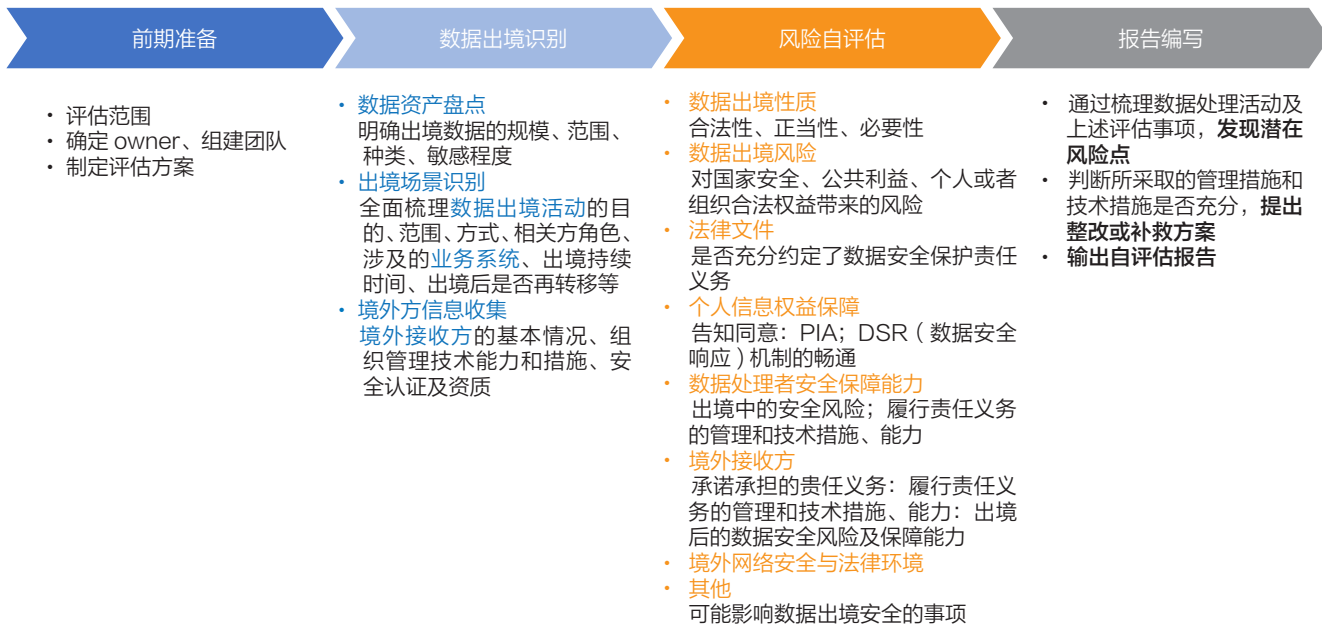 前期准备
数据出境识别
风险自评估
报告编写
· 评估范围
· 确定 owner、组建团队
· 制定评估方案
· 数据资产盘点
明确出境数据的规模、范围、
种类、敏感程度
· 出境场景识别
全面梳理数据出境活动的目
的、范围、方式、相关方角色、
涉及的业务系统、出境持续
时间、出境后是否再转移等
· 境外方信息收集
境外接收方的基本情况、组
织管理技术能力和措施、安
全认证及资质
· 数据出境性质
合法性、正当性、必要性
· 数据出境风险
对国家安全、公共利益、个人或者
组织合法权益带来的风险
· 法律文件
是否充分约定了数据安全保护责任
义务
· 个人信息权益保障
告知同意：PIA；DSR（数据安全
响应）机制的畅通
· 数据处理者安全保障能力
出境中的安全风险；履行责任义务
的管理和技术措施、能力
· 境外接收方
承诺承担的贵任义务：履行责任义
务的管理和技术措施、能力：出境
后的数据安全风险及保障能力
· 境外网络安全与法律环境
· 其他
可能影响数据出境安全的事项
· 通过梳理数据处理活动及
上述评估事项，发现潜在
风险点
· 判断所采取的管理措施和
技术措施是否充分，提出
整改或补救方案
· 输出自评估报告